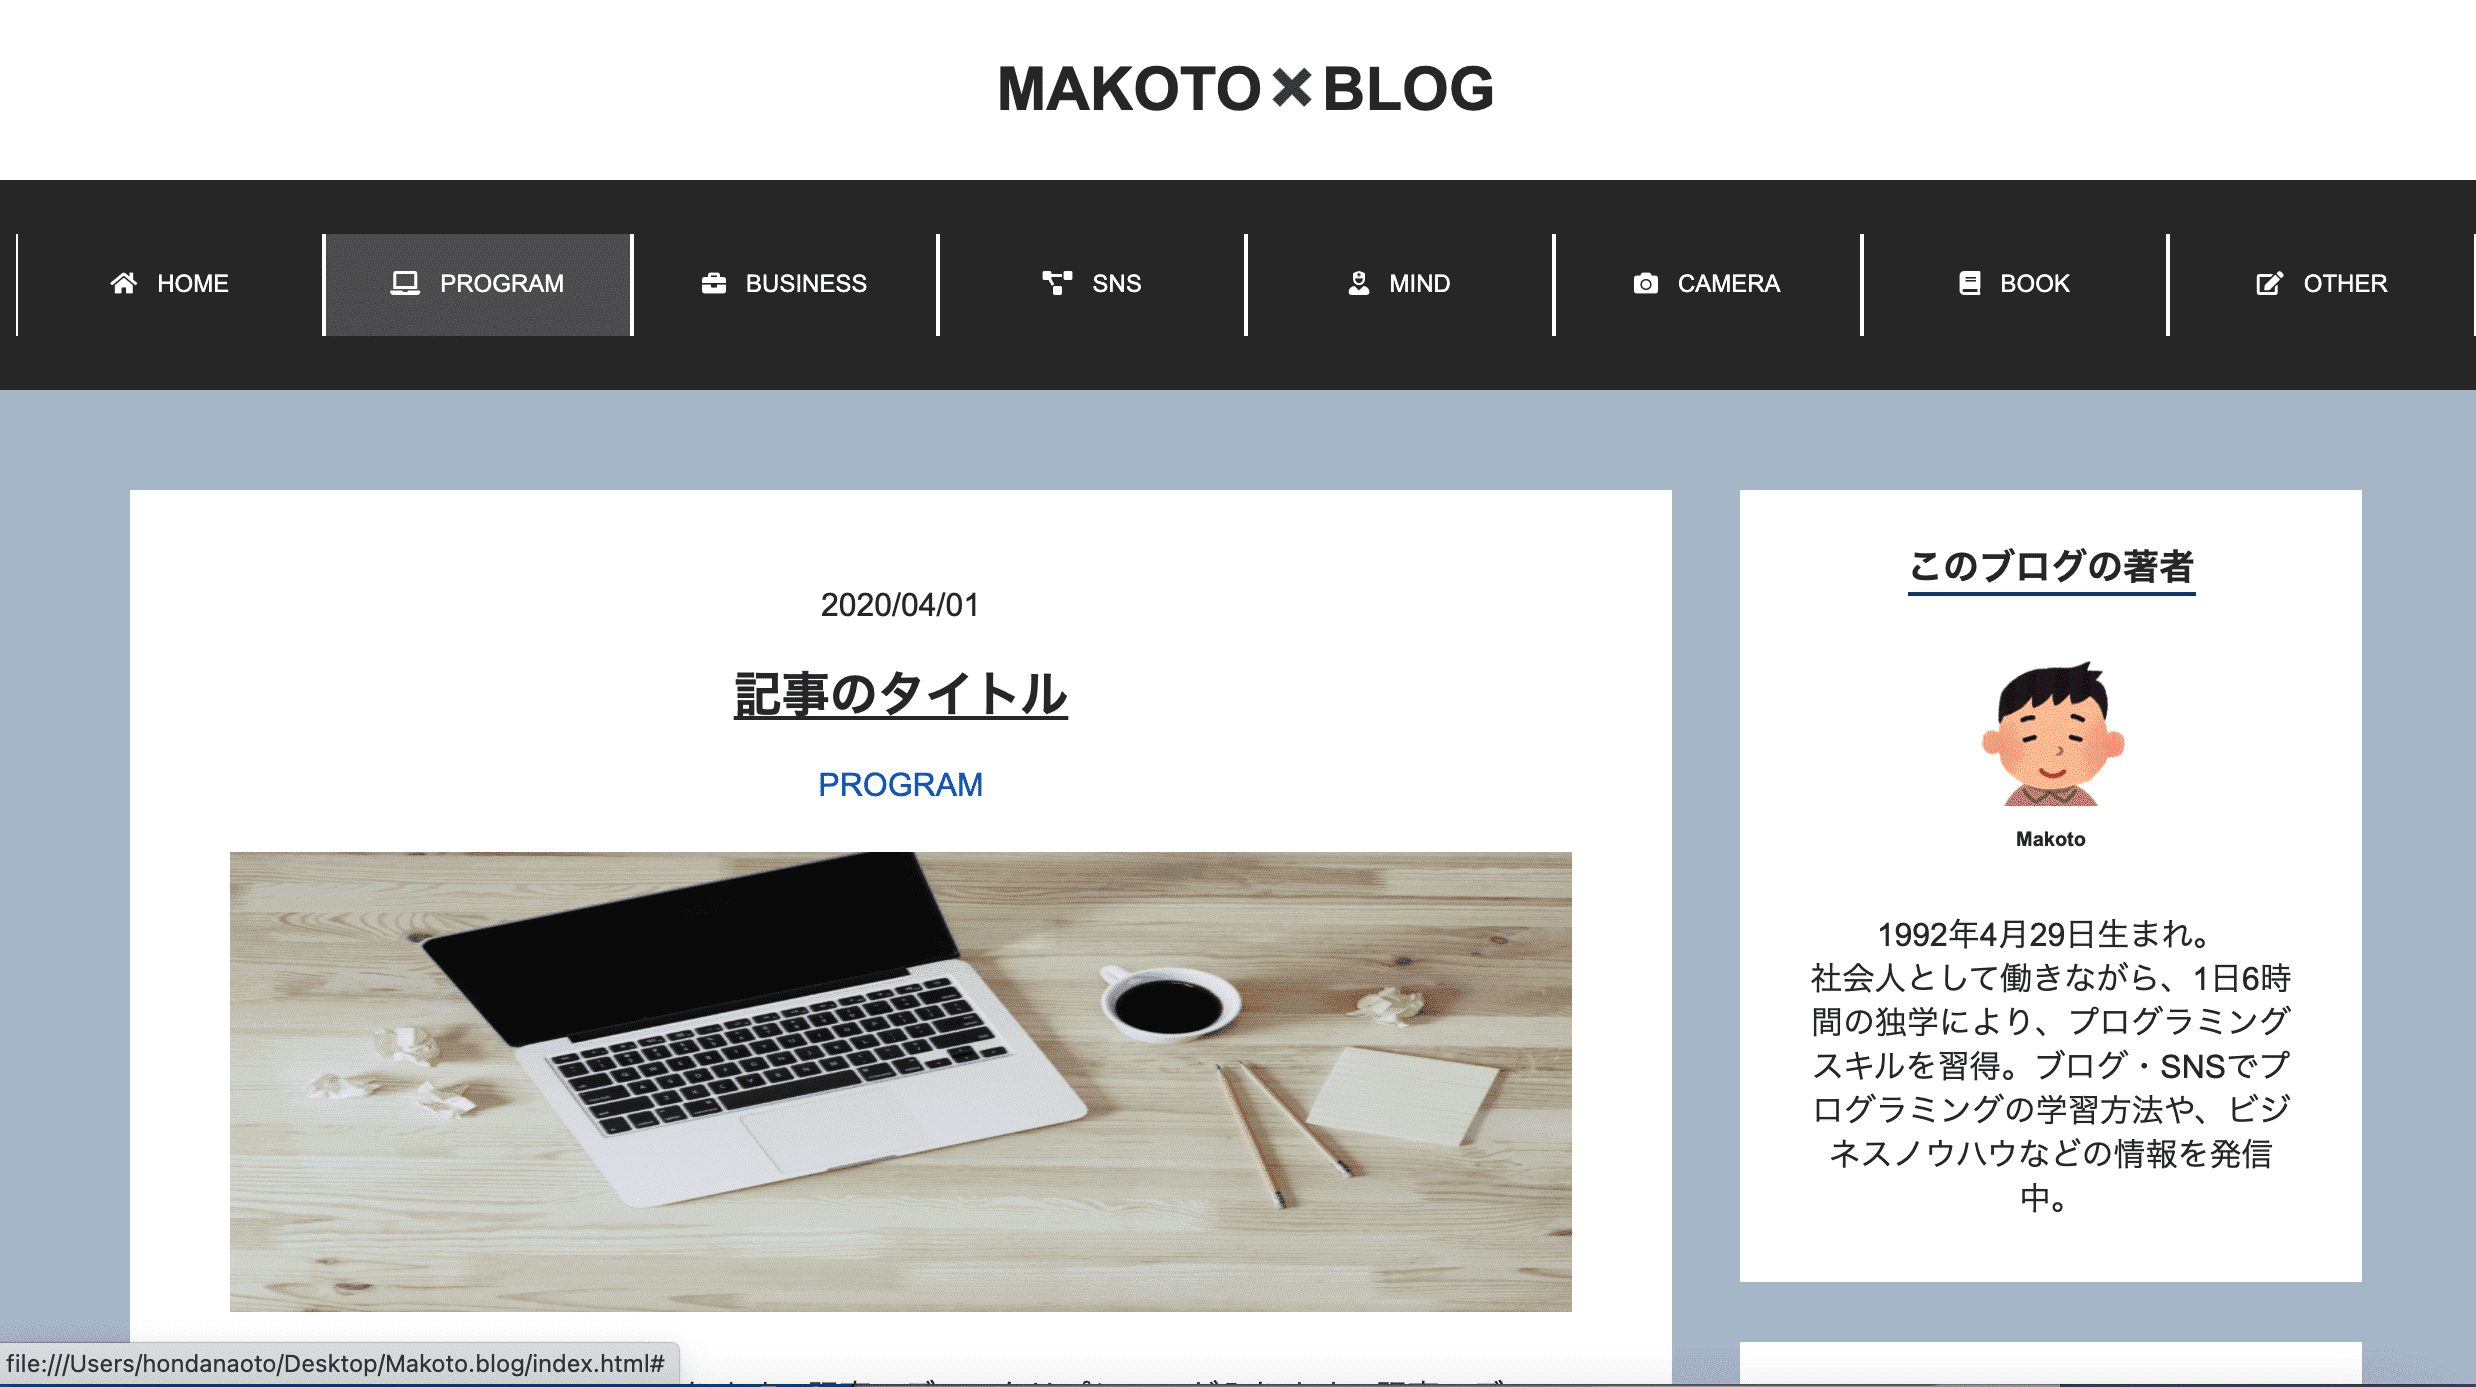 MAKOTO✖BLOG
HOME
PROGRAM
BUSINESS
SNS
MIND
CAMERA
BOOK
OTHER
2020/04/01
記事のタイトル
PROGRAM
このブログの著者
Makoto
1992年4月29日生まれ。
社会人として働きながら、1日6時
間の独学により、プログラミング
スキルを習得。ブログ・SNSでプ
ログラミングの学習方法や、ビジ
ネスノウハウなどの情報を発信
中。
file:///Users/hondanaoto/Desktop/Makoto.blog/index.html#